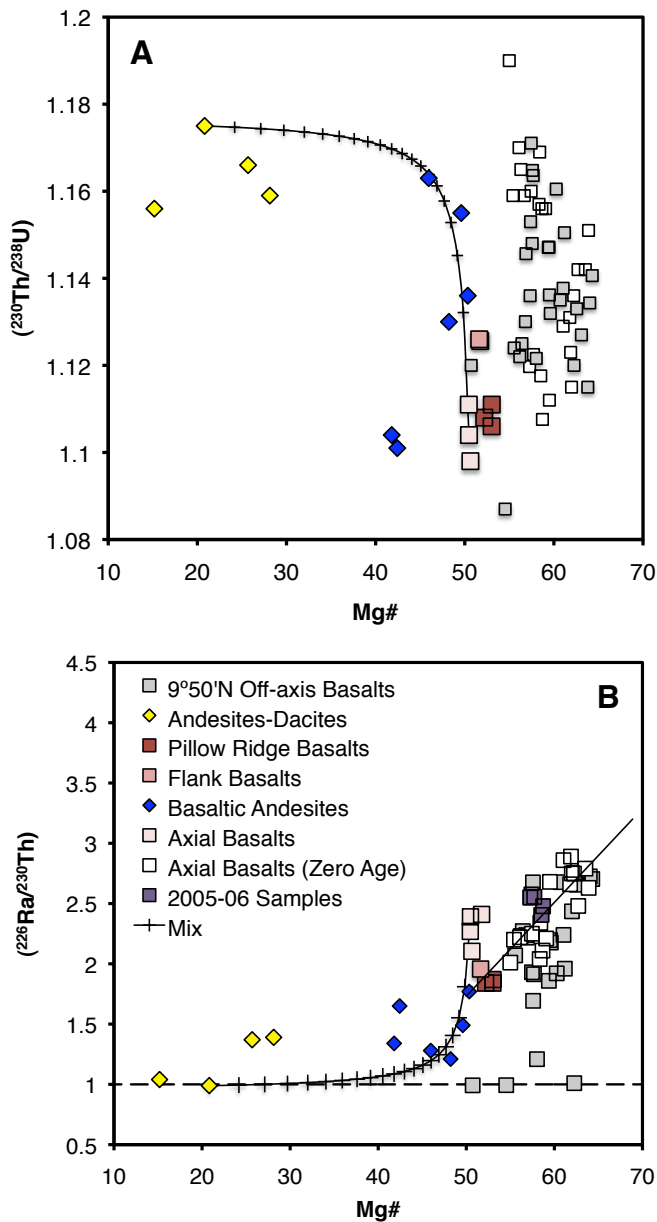 A
1.2
1.18
1.16
1.14
1.12
1.1
1.08
(²³⁰Th/²³⁸U)
10 20 30 40 50 60 70
Mg#
B
4.5
4
3.5
3
2.5
2
1.5
1
0.5
(²²⁶Ra/²³⁰Th)
9º50'N Off-axis Basalts
Andesites-Dacites
Pillow Ridge Basalts
Flank Basalts
Basaltic Andesites
Axial Basalts
Axial Basalts (Zero Age)
2005-06 Samples
Mix
10 20 30 40 50 60 70
Mg#